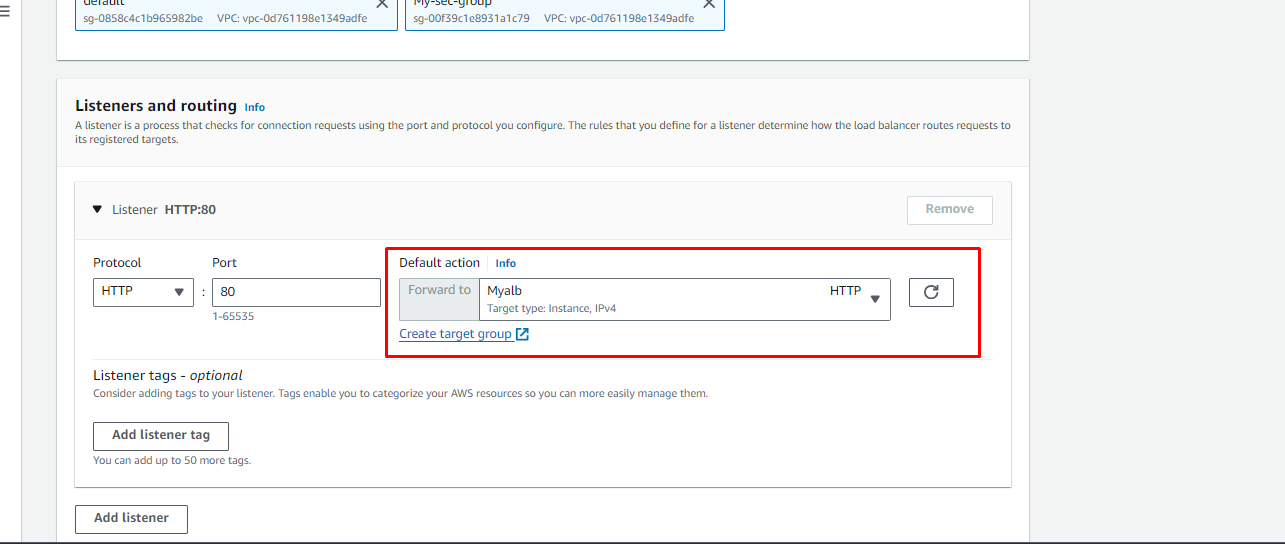 default
My-sec-group
sg-0858c4c1b965982be VPC: vpc-0d761198e1349adfe
sg-00f39c1e8931a1c79 VPC: vpc-0d761198e1349adfe
Listeners and routing Info
A listener is a process that checks for connection requests using the port and protocol you configure. The rules that you define for a listener determine how the load balancer routes requests to
its registered targets.
Listener HTTP:80
Remove
Protocol
Port
Default action Info
HTTP
:
80
Forward to
Myalb
HTTP
Target type: Instance, IPv4
1-65535
Create target group
Listener tags - optional
Consider adding tags to your listener. Tags enable you to categorize your AWS resources so you can more easily manage them.
Add listener tag
You can add up to 50 more tags.
Add listener